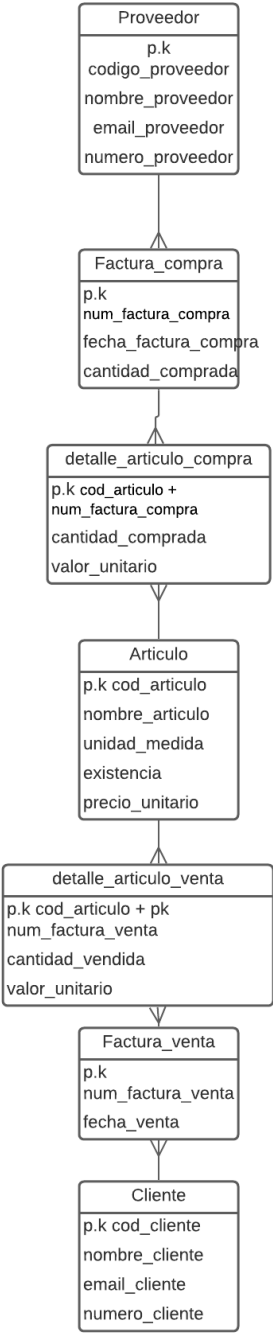 Proveedor
p.k
codigo_proveedor
nombre_proveedor
email_proveedor
numero_proveedor
Factura_compra
p.k
num_factura_compra
fecha_factura_compra
cantidad_comprada
detalle_articulo_compra
p.k cod_articulo +
num_factura_compra
cantidad_comprada
valor_unitario
Articulo
p.k cod_articulo
nombre_articulo
unidad_medida
existencia
precio_unitario
detalle_articulo_venta
p.k cod_articulo + pk
num_factura_venta
cantidad_vendida
valor_unitario
Factura_venta
p.k
num_factura_venta
fecha_venta
Cliente
p.k cod_cliente
nombre_cliente
email_cliente
numero_cliente